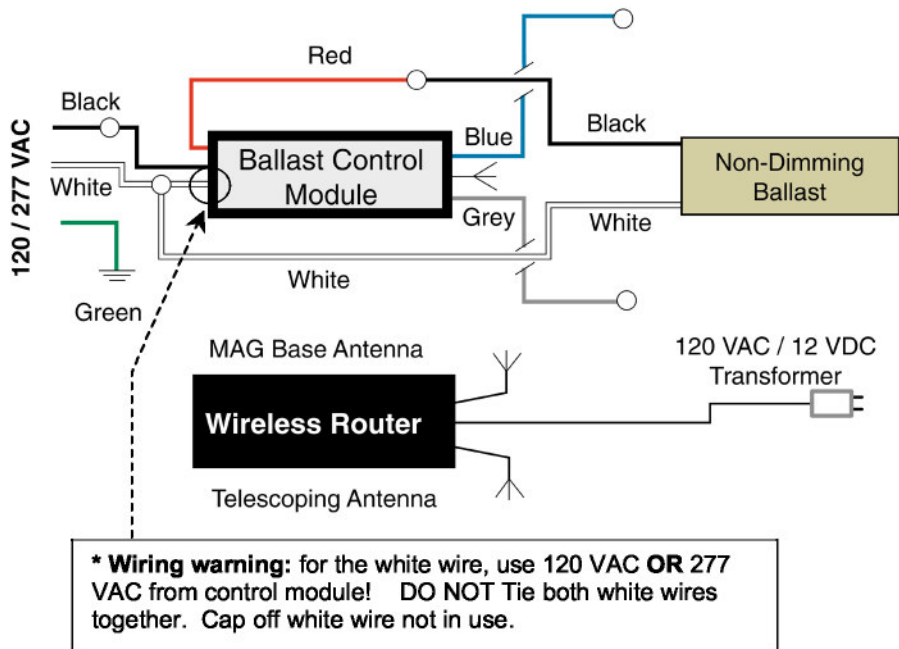 Red
Black
Blue
Black
120 / 277 VAC
Ballast Control
Module
Non-Dimming
Ballast
White
Grey
White
White
Green
MAG Base Antenna
120 VAC / 12 VDC
Transformer
Wireless Router
Telescoping Antenna
* Wiring warning: for the white wire, use 120 VAC OR 277
VAC from control module! DO NOT Tie both white wires
together. Cap off white wire not in use.